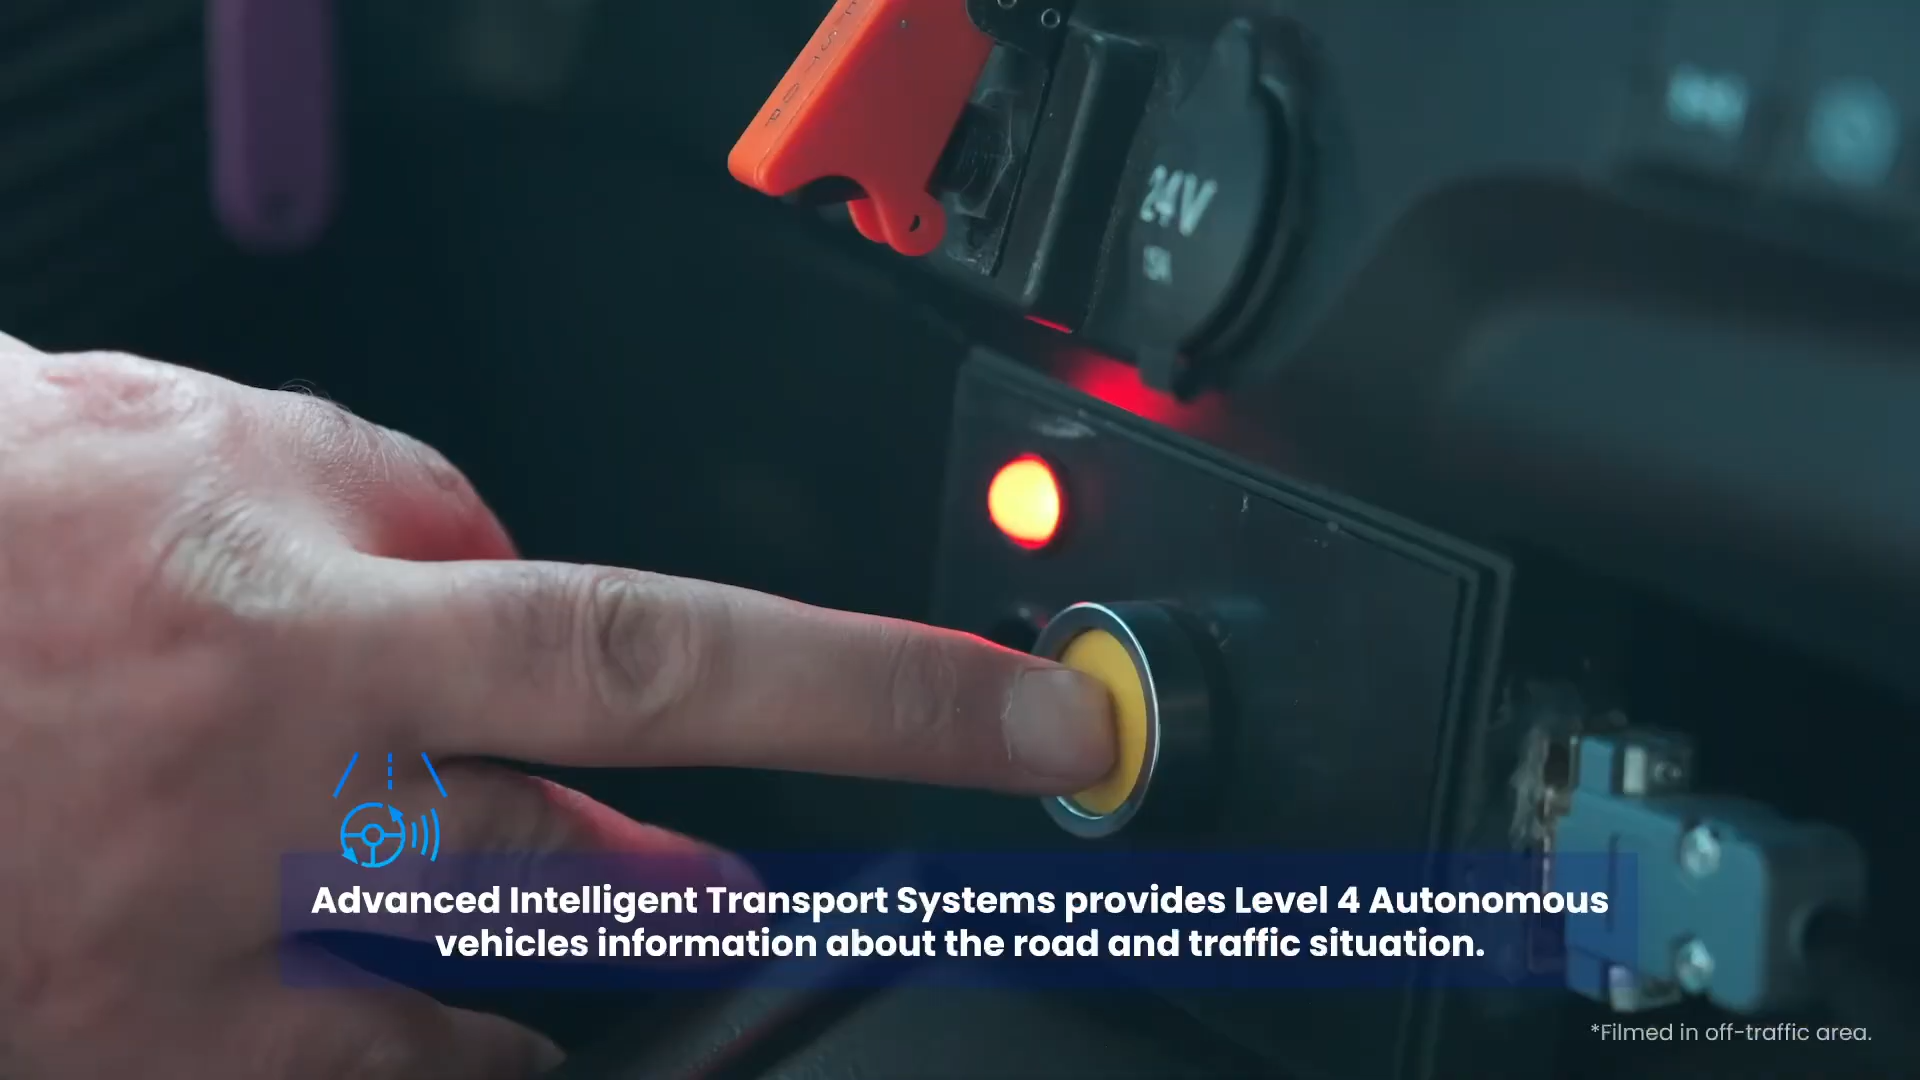 24V
Advanced Intelligent Transport Systems provides Level 4 Autonomous
vehicles information about the road and traffic situation.
*Filmed in off-traffic area.